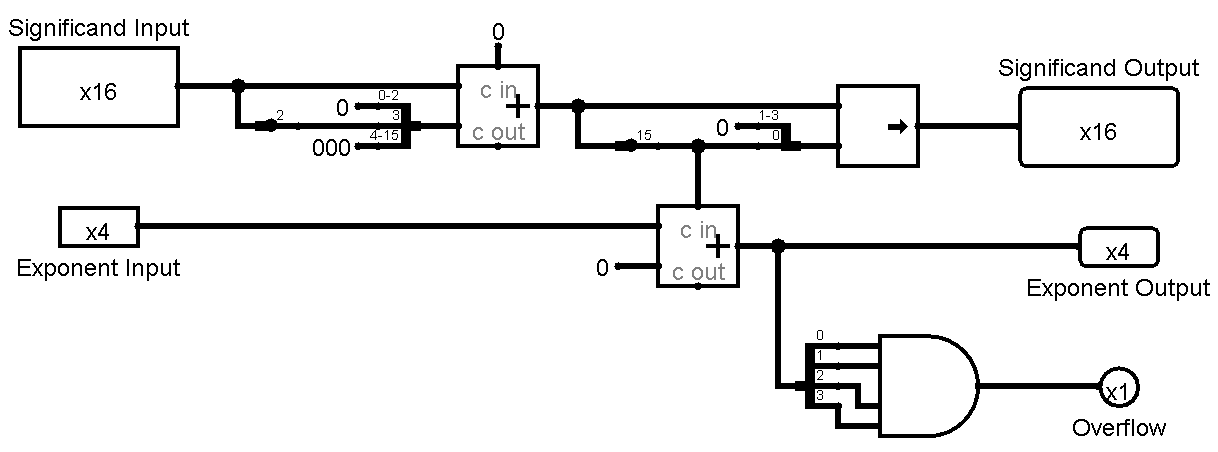 Significand Input
x16
0
c in
+
c out
2
0
0-2
3
4-15
000
15
0
1-3
0
Significand Output
x16
x4
Exponent Input
c in
+
c out
0
x4
Exponent Output
0
1
2
3
x1
Overflow